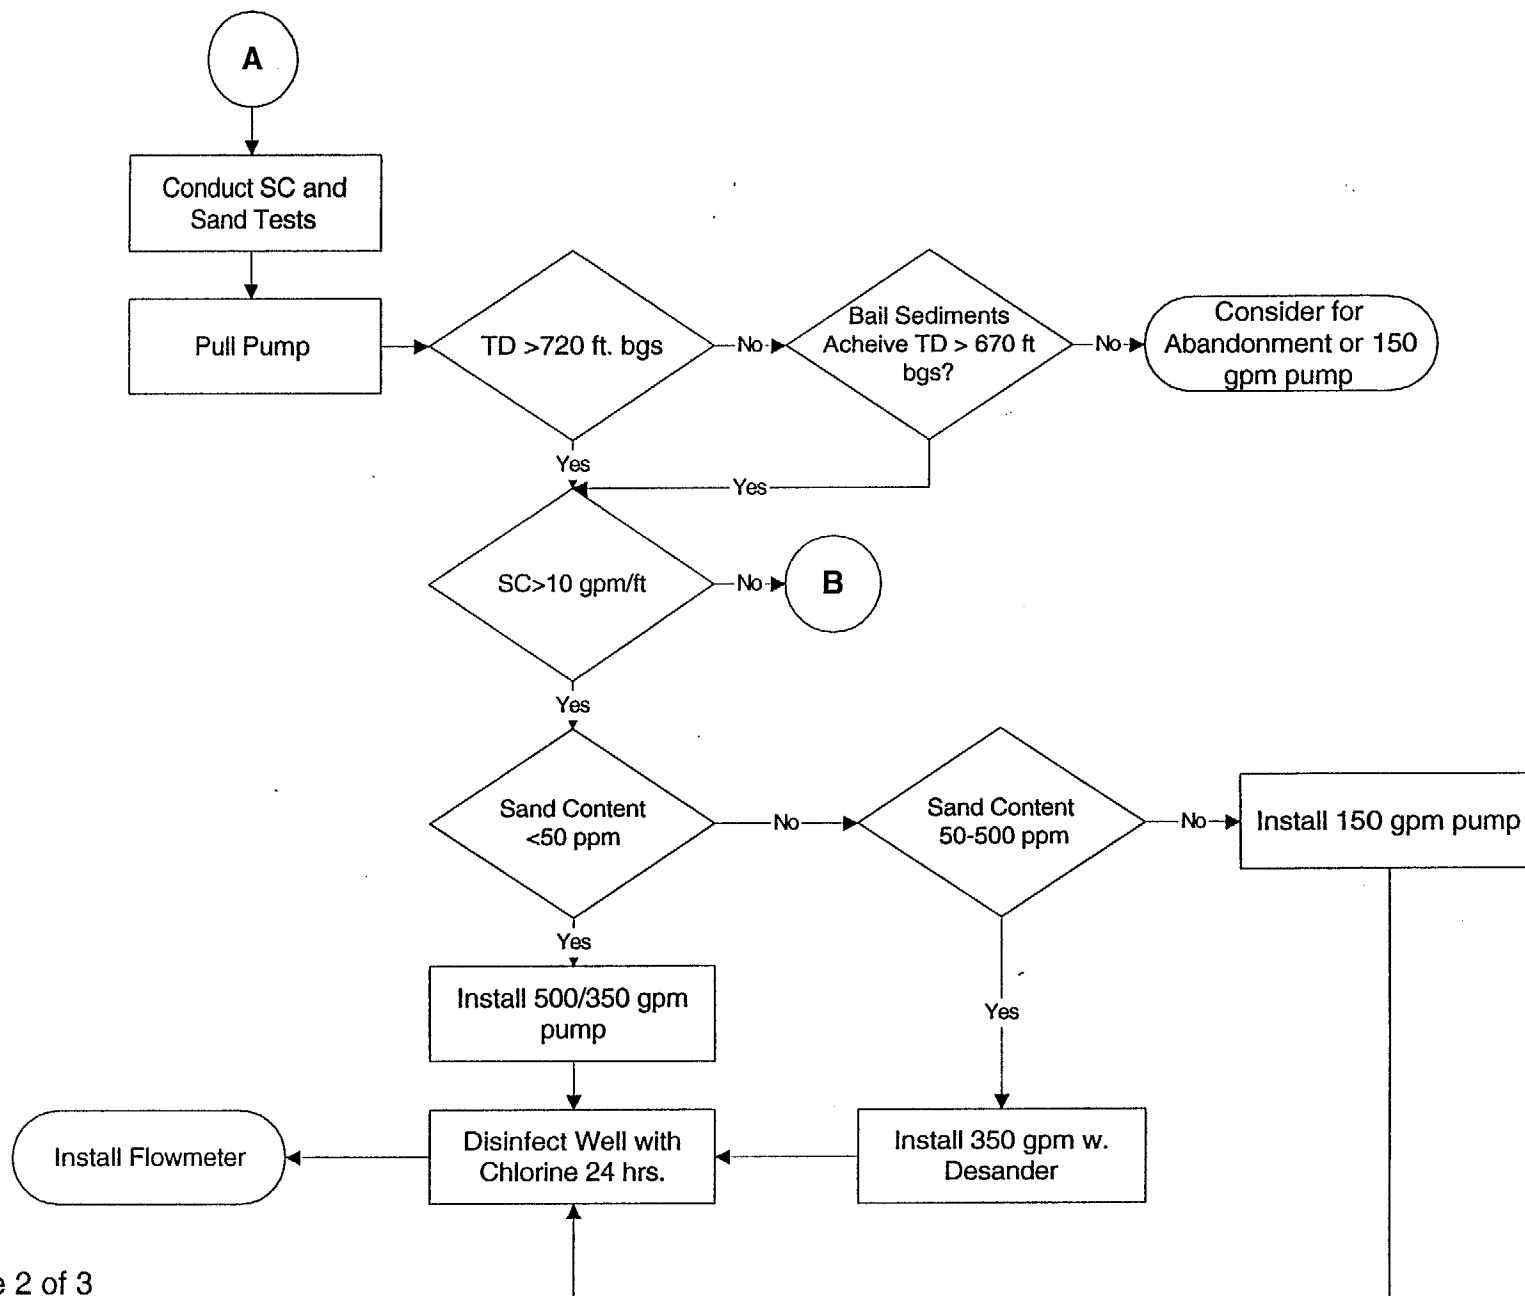 A
Conduct SC and
Sand Tests
Pull Pump
TD >720 ft. bgs
No
Bail Sediments
Acheive TD > 670 ft
bgs?
No
Consider for
Abandonment or 150
gpm pump
Yes
Yes
SC>10 gpm/ft
No
B
Yes
Sand Content
<50 ppm
No
Sand Content
50-500 ppm
No
Install 150 gpm pump
Yes
Install 500/350 gpm
pump
Yes
Install Flowmeter
Disinfect Well with
Chlorine 24 hrs.
Install 350 gpm w.
Desander
e 2 of 3